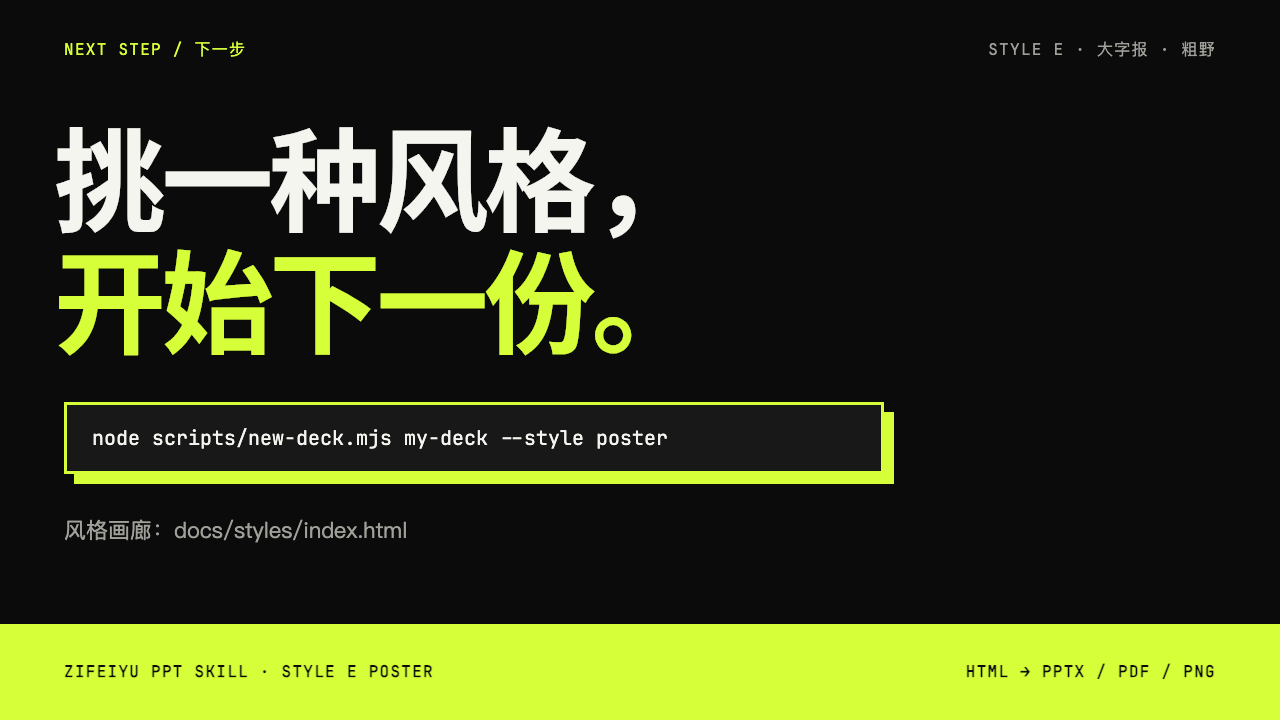 NEXT STEP / 下一步
STYLE E · 大字报 · 粗野
挑一种风格，
开始下一份。
node scripts/new-deck.mjs my-deck --style poster
风格画廊：docs/styles/index.html
ZIFEIYU PPT SKILL · STYLE E POSTER
HTML → PPTX / PDF / PNG